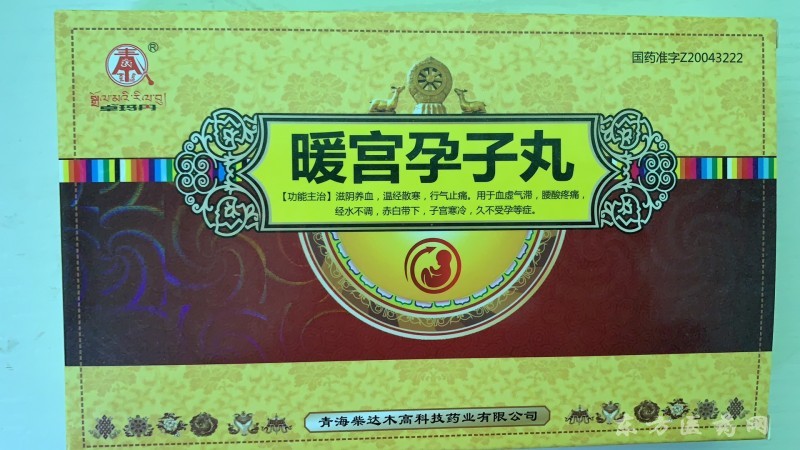 国药准字Z20043222
®
卓玛丹
暖宫孕子丸
【功能主治】滋阴养血，温经散寒，行气止痛。用于血虚气滞，腰酸疼痛，
经水不调，赤白带下，子宫寒冷，久不受孕等症。
青海柴达木高科技药业有限公司
东方医药网